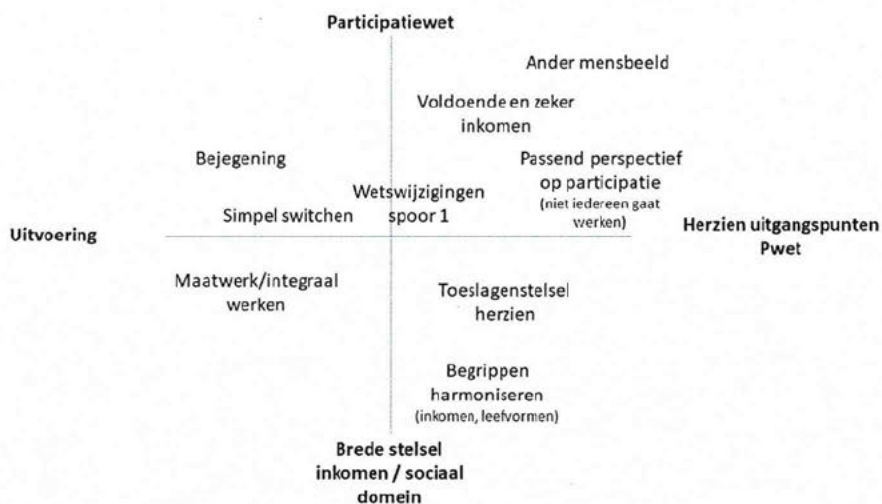 Participatiewet
Ander mensbeeld
Voldoende en zeker
inkomen
Bejegening
Passend perspectief
op participatie
(niet iedereen gaat
werken)
Wetswijzigingen
spoor 1
Simpel switchen
Uitvoering
Herzien uitgangspunten
Pwet
Maatwerk/integraal
werken
Toeslagenstelsel
herzien
Begrippen
harmoniseren
(inkomen, leefvormen)
Brede stelsel
inkomen / sociaal
domein